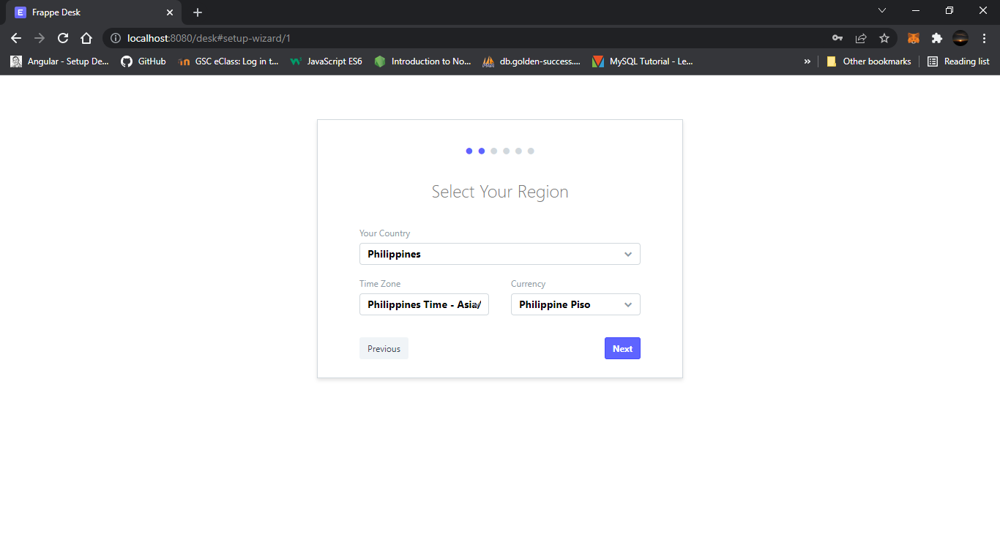 E Frappe Desk
localhost:8080/desk#setup-wizard/1
Angular - Setup De... GitHub GSC eClass: Log in t... JavaScript ES6 Introduction to No... db.golden-success.... MySQL Tutorial - Le... » Other bookmarks Reading list
Select Your Region
Your Country
Philippines
Time Zone Currency
Philippines Time - Asia/ Philippine Piso
Previous Next